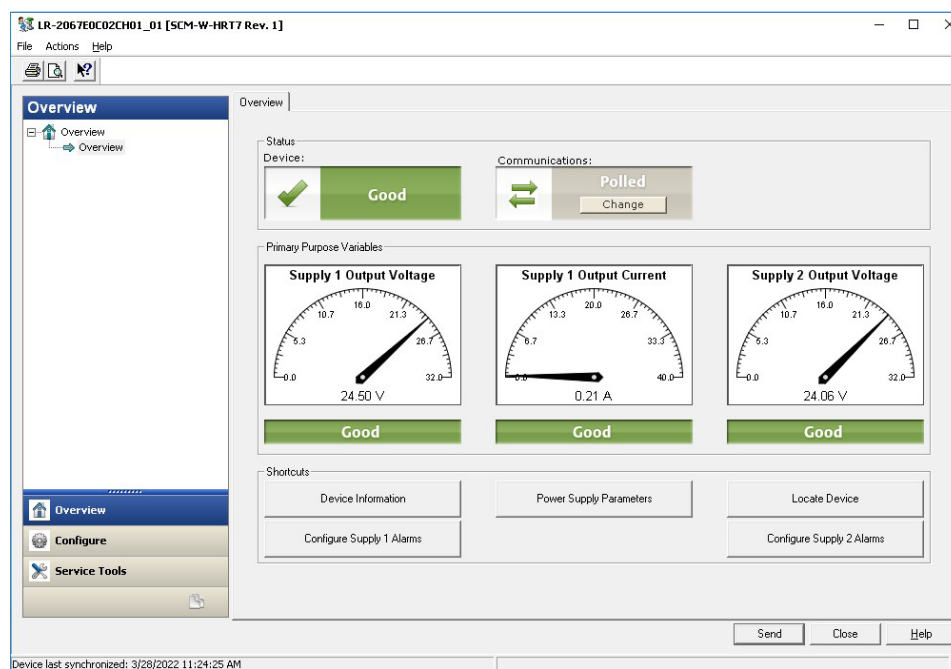 LR-2067E0C02CH01_01 [SCM-W-HRT7 Rev. 1]
File Actions Help
Overview
Overview
Overview
Overview
Status
Device:
Good
Communications:
Polled
Change
Primary Purpose Variables
Supply 1 Output Voltage
0.0
5.3
10.7
16.0
21.3
26.7
32.0
24.50 V
Good
Supply 1 Output Current
0.0
6.7
13.3
20.0
26.7
33.3
40.0
0.21 A
Good
Supply 2 Output Voltage
0.0
5.3
10.7
16.0
21.3
26.7
32.0
24.06 V
Good
Shortcuts
Device Information
Power Supply Parameters
Locate Device
Configure Supply 1 Alarms
Configure Supply 2 Alarms
Overview
Configure
Service Tools
Send
Close
Help
Device last synchronized: 3/28/2022 11:24:25 AM